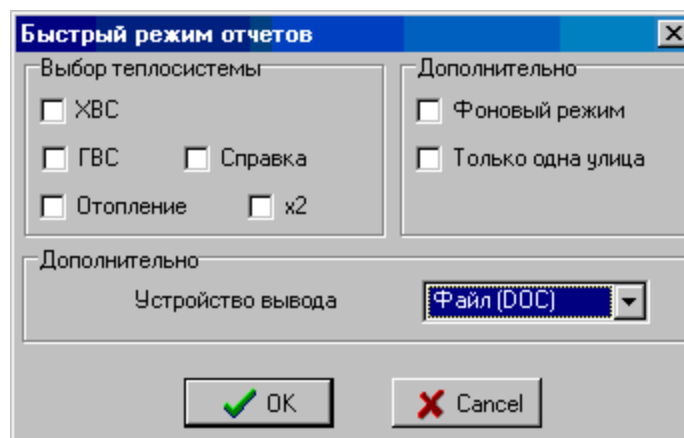 Быстрый режим отчетов
Выбор теплосистемы
ХВС
ГВС Справка
Отопление x2
Дополнительно
Фоновый режим
Только одна улица
Дополнительно
Устройство вывода Файл (DOC)
OK Cancel